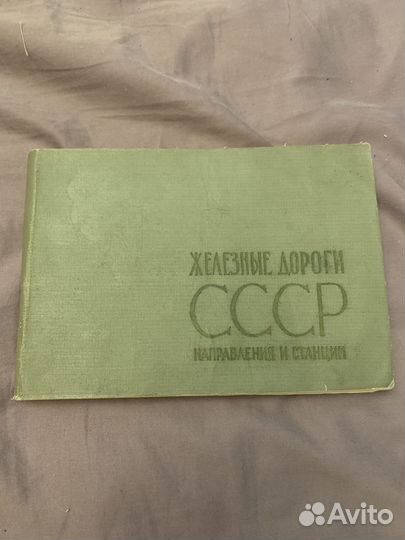 ЖЕЛЕЗНЫЕ ДОРОГИ
СССР
НАПРАВЛЕНИЯ И СТАНЦИИ
Avito